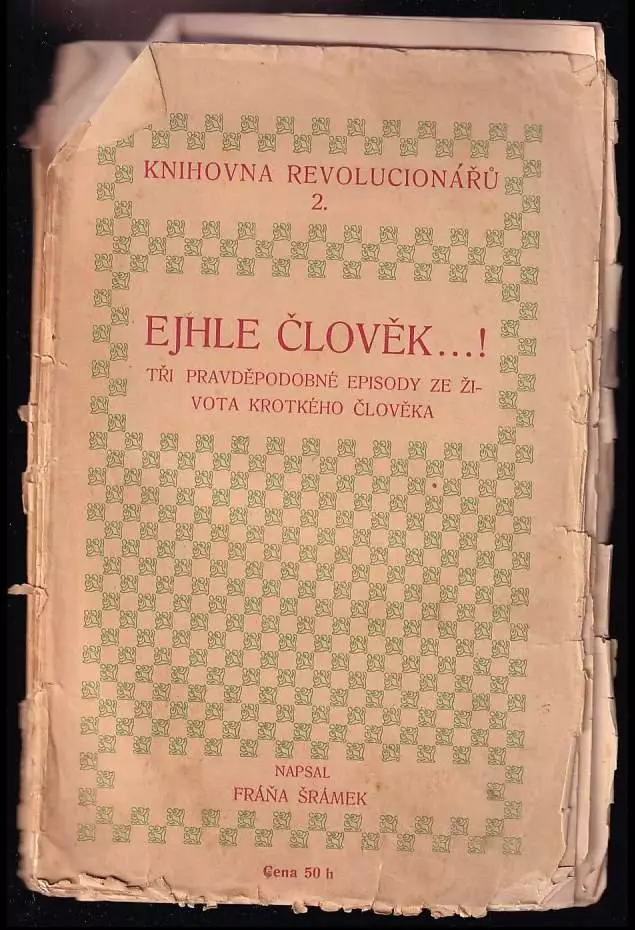 KNIHOVNA REVOLUCIONÁŘŮ
2.
EJHLE ČLOVĚK...!
TŘI PRAVDĚPODOBNÉ EPISODY ZE ŽI-
VOTA KROTKÉHO ČLOVĚKA
NAPSAL
FRÁŇA ŠRÁMEK
Cena 50 h